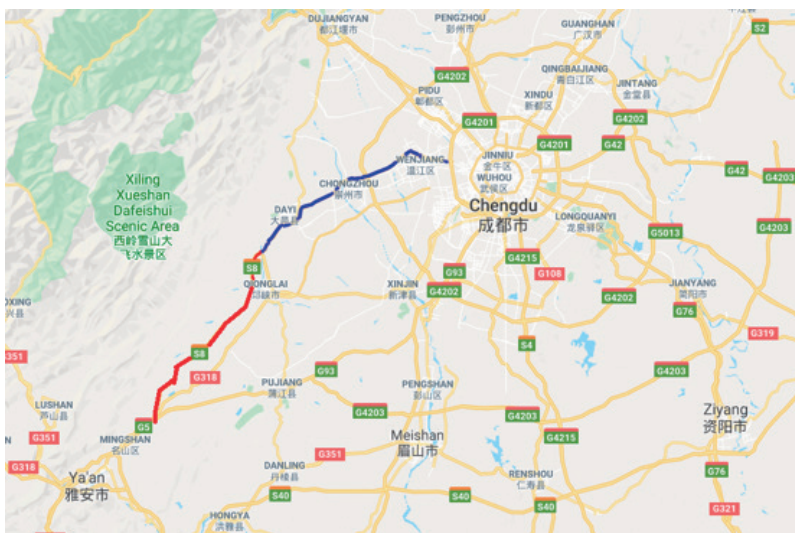 DUJIANGYAN
都江堰市
PENGZHOU
彭州市
GUANGHAN
广汉市
S2
G4202
QINGBAIJIANG
青白江区
PIDU
郫都区
XINDU
新都区
JINTANG
金堂县
G4202
G4201
G4201
G42
WENJIANG
温江区
JINNIU
金牛区
WUHOU
武侯区
G42
G4203
Xiling
Xueshan
Dafeishui
Scenic Area
西岭雪山大
飞水景区
CHONGZHOU
崇州市
Chengdu
成都市
DAYI
大邑县
LONGQUANYI
龙泉驿区
G4203
G5013
S8
G4215
G93
G108
QIONGLAI
邛崃市
XINJIN
新津县
G4202
G4202
JIANYANG
简阳市
OXING
兴县
G76
G319
S8
S4
G351
G318
G93
G4203
PUJIANG
蒲江县
PENGSHAN
彭山区
LUSHAN
芦山县
G4203
G4203
Ziyang
资阳市
G5
G351
MINGSHAN
名山区
Meishan
眉山市
G4215
G318
G351
DANLING
丹棱县
RENSHOU
仁寿县
G76
Ya'an
雅安市
S40
S40
S40
G321
HONGYA
洪雅县